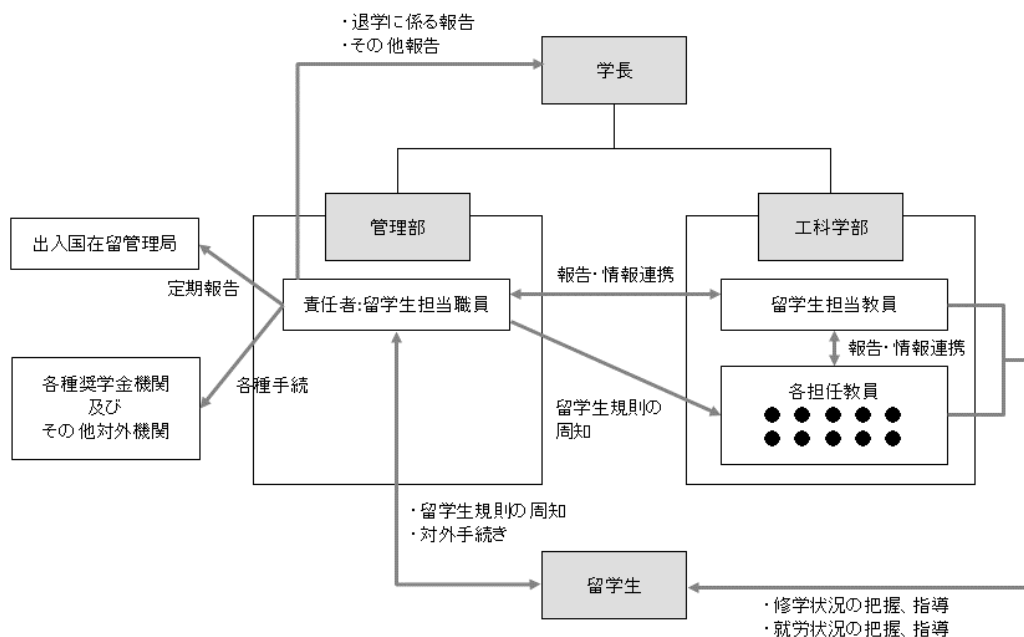 ・退学に係る報告
・その他報告
学長
管理部
工科学部
出入国在留管理局
定期報告
責任者:留学生担当職員
報告・情報連携
留学生担当教員
報告・情報連携
各種奨学金機関
及び
その他対外機関
各種手続
各担任教員
留学生規則の
周知
・留学生規則の周知
・対外手続き
留学生
・修学状況の把握、指導
・就労状況の把握、指導